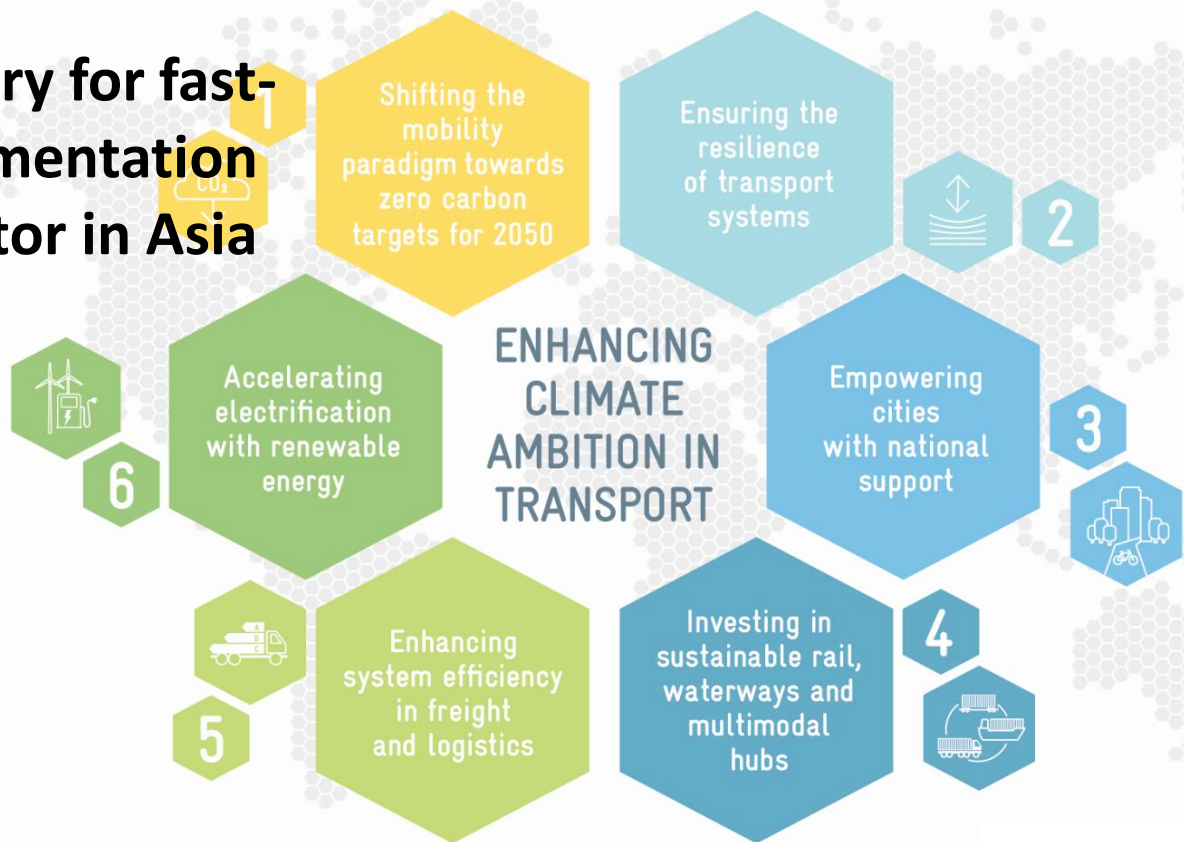 ry for fast-
mentation
tor in Asia
1
CO₂
Shifting the
mobility
paradigm towards
zero carbon
targets for 2050
Ensuring the
resilience
of transport
systems
2
ENHANCING
CLIMATE
AMBITION IN
TRANSPORT
Empowering
cities
with national
support
3
Investing in
sustainable rail,
waterways and
multimodal
hubs
4
Enhancing
system efficiency
in freight
and logistics
5
A
B
C
Accelerating
electrification
with renewable
energy
6